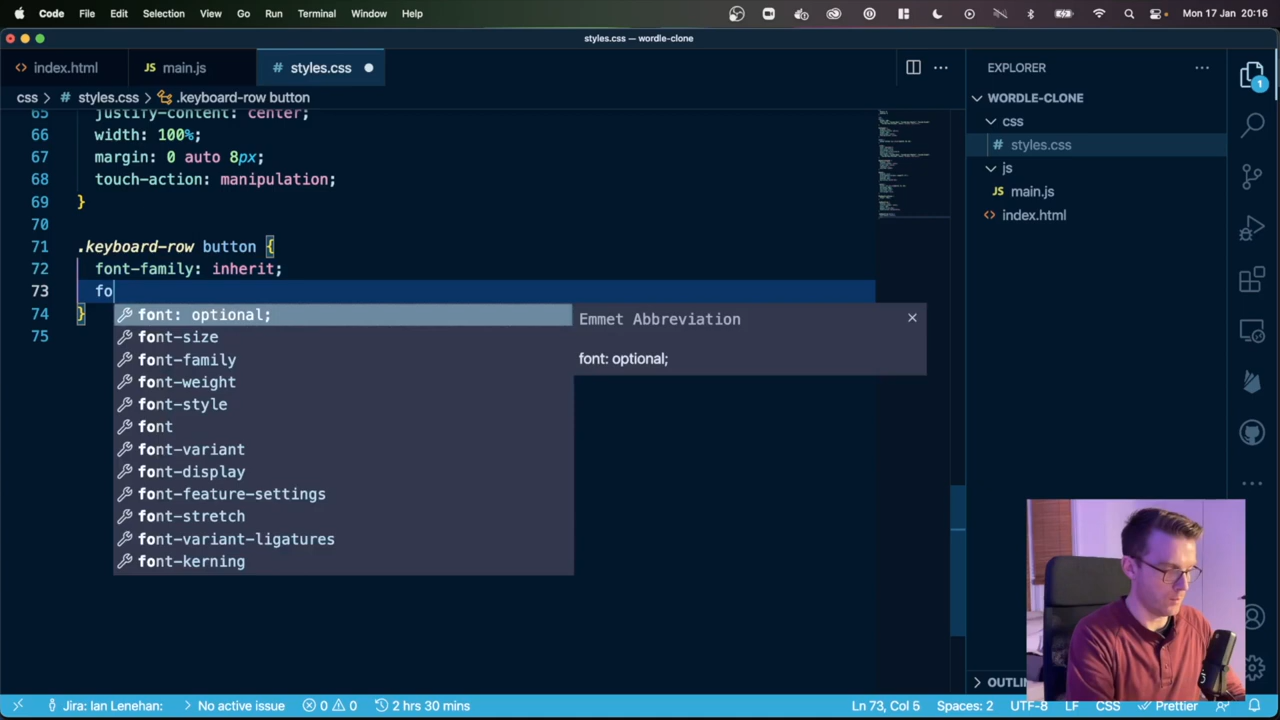 Code File Edit Selection View Go Run Terminal Window Help Mon 17 Jan 20:16
styles.css — wordle-clone
index.html main.js styles.css
css > styles.css > .keyboard-row button
65 justify-content: center;
66 width: 100%;
67 margin: 0 auto 8px;
68 touch-action: manipulation;
69 }
70
71 .keyboard-row button {
72 font-family: inherit;
73 fo
74 }
75
font: optional;
font-size
font-family
font-weight
font-style
font
font-variant
font-display
font-feature-settings
font-stretch
font-variant-ligatures
font-kerning
Emmet Abbreviation
font: optional;
EXPLORER
WORDLE-CLONE
css
# styles.css
js
JS main.js
index.html
1
OUTLIN
Jira: Ian Lenehan: No active issue 0 0 2 hrs 30 mins Ln 73, Col 5 Spaces: 2 UTF-8 LF CSS Prettier